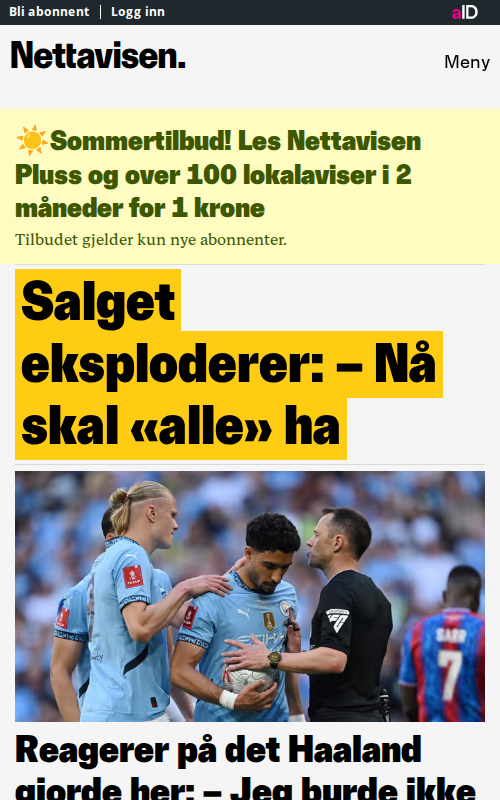 Bli abonnent
Logg inn
aID
Nettavisen.
Meny
☀️Sommertilbud! Les Nettavisen
Pluss og over 100 lokalaviser i 2
måneder for 1 krone
Tilbudet gjelder kun nye abonnenter.
Salget
eksploderer: – Nå
skal «alle» ha
SARR
7
Reagerer på det Haaland
gjorde her: – Jeg burde ikke